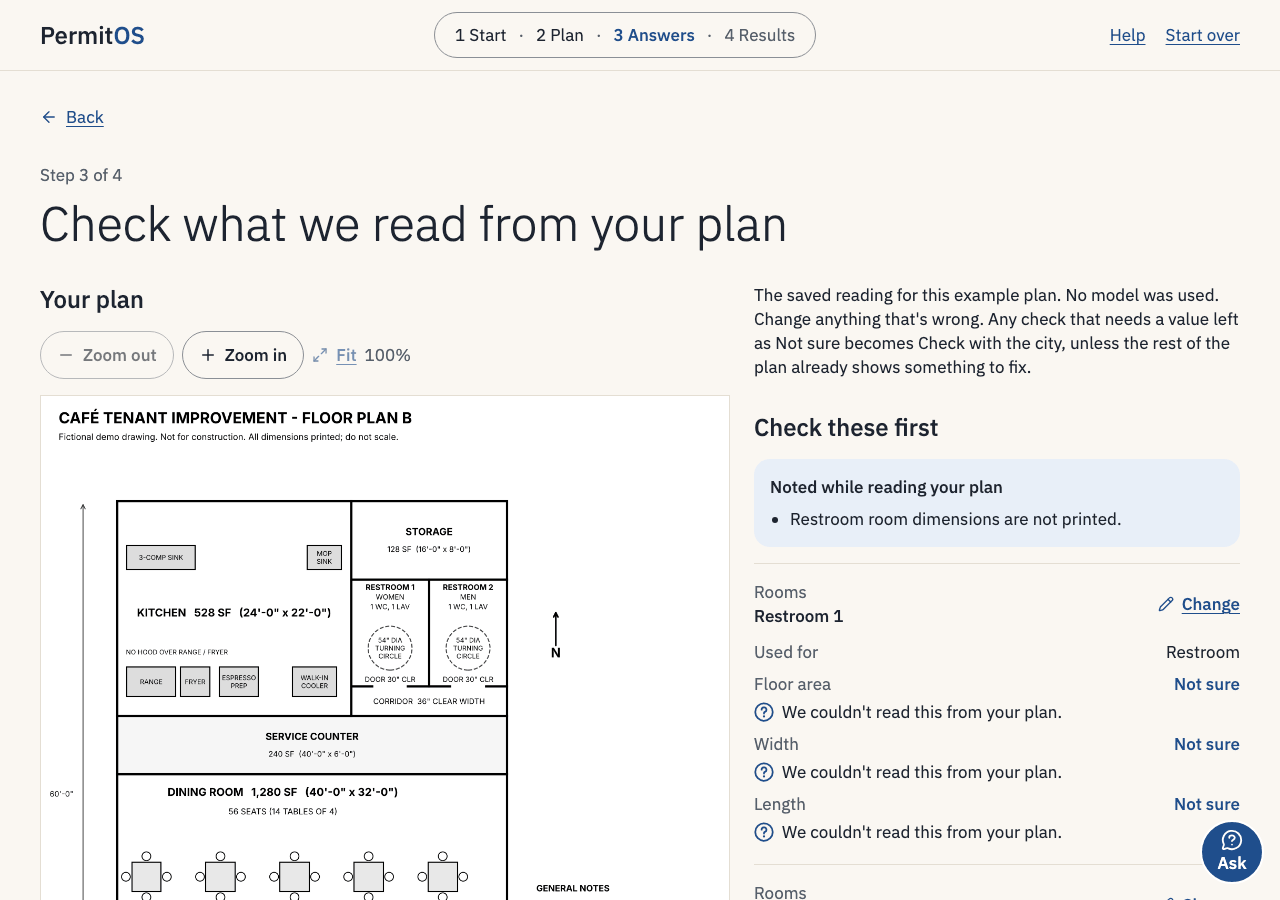 PermitOS
1 Start · 2 Plan · 3 Answers · 4 Results
Help
Start over
Back
Step 3 of 4
Check what we read from your plan
Your plan
Zoom out
Zoom in
Fit
100%
CAFÉ TENANT IMPROVEMENT - FLOOR PLAN B
Fictional demo drawing. Not for construction. All dimensions printed; do not scale.
3-COMP SINK
MOP
SINK
STORAGE
128 SF (16'-0" x 8'-0")
KITCHEN 528 SF (24'-0" x 22'-0")
RESTROOM 1
WOMEN
1 WC, 1 LAV
RESTROOM 2
MEN
1 WC, 1 LAV
54" DIA
TURNING
CIRCLE
54" DIA
TURNING
CIRCLE
NO HOOD OVER RANGE / FRYER
RANGE
FRYER
ESPRESSO
PREP
WALK-IN
COOLER
DOOR 30" CLR
DOOR 30" CLR
CORRIDOR 36" CLEAR WIDTH
N
SERVICE COUNTER
240 SF (40'-0" x 6'-0")
60'-0"
DINING ROOM 1,280 SF (40'-0" x 32'-0")
56 SEATS (14 TABLES OF 4)
GENERAL NOTES
The saved reading for this example plan. No model was used.
Change anything that's wrong. Any check that needs a value left
as Not sure becomes Check with the city, unless the rest of the
plan already shows something to fix.
Check these first
Noted while reading your plan
• Restroom room dimensions are not printed.
Rooms
Restroom 1
Change
Used for
Restroom
Floor area
Not sure
We couldn't read this from your plan.
Width
Not sure
We couldn't read this from your plan.
Length
Not sure
We couldn't read this from your plan.
Ask
Rooms